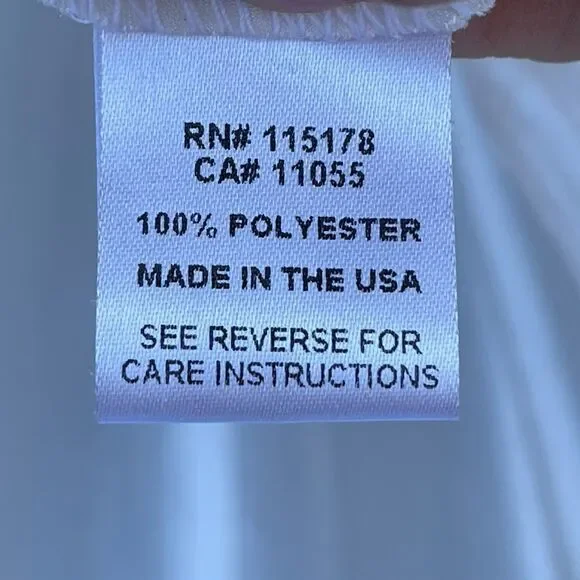 RN# 115178
CA# 11055
100% POLYESTER
MADE IN THE USA
SEE REVERSE FOR
CARE INSTRUCTIONS